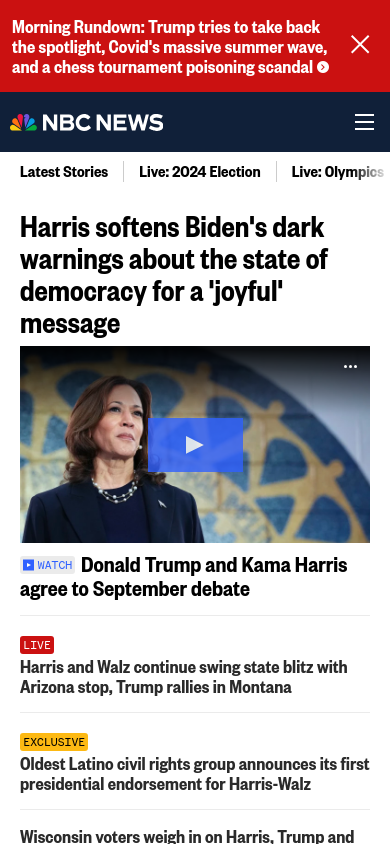 Morning Rundown: Trump tries to take back
the spotlight, Covid's massive summer wave,
and a chess tournament poisoning scandal
NBC NEWS
Latest Stories
Live: 2024 Election
Live: Olympics
Harris softens Biden's dark
warnings about the state of
democracy for a 'joyful'
message
WATCH Donald Trump and Kama Harris
agree to September debate
LIVE
Harris and Walz continue swing state blitz with
Arizona stop, Trump rallies in Montana
EXCLUSIVE
Oldest Latino civil rights group announces its first
presidential endorsement for Harris-Walz
Wisconsin voters weigh in on Harris, Trump and